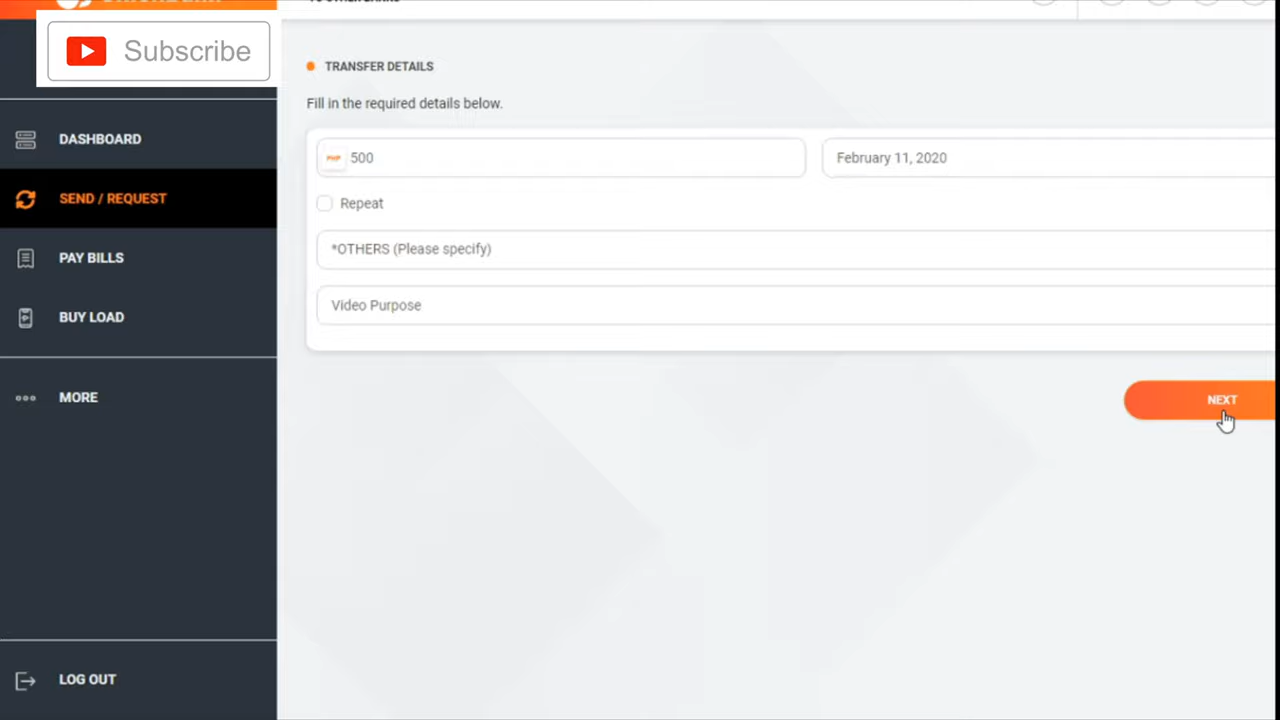 Subscribe
TRANSFER DETAILS
Fill in the required details below.
DASHBOARD
PHP 500
February 11, 2020
SEND / REQUEST
Repeat
*OTHERS (Please specify)
PAY BILLS
Video Purpose
BUY LOAD
MORE
NEXT
LOG OUT